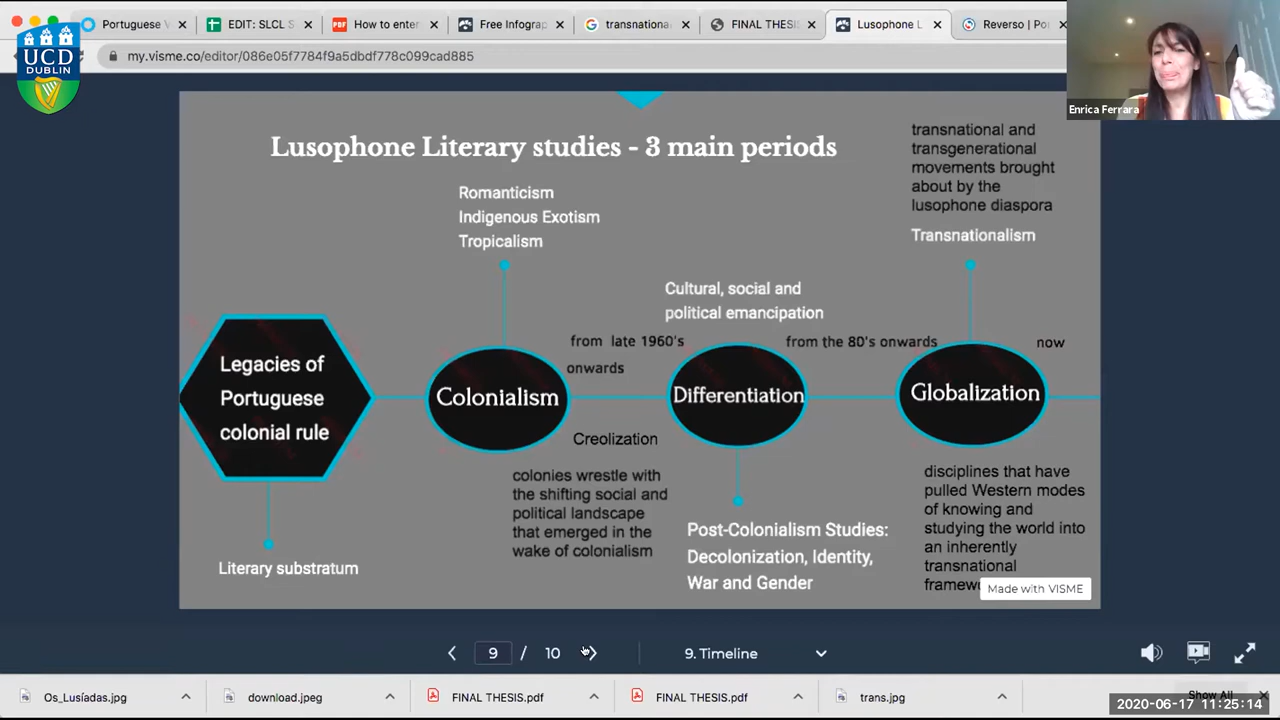 Portuguese V
EDIT: SLCL S
How to enter
Free Infogra
transnationa
FINAL THESI
Lusophone L
Reverso | Po
my.visme.co/editor/086e05f7784f9a5dbdf778c099cad885
UCD
DUBLIN
Enrica Ferrara
Lusophone Literary studies - 3 main periods
transnational and
transgenerational
movements brought
about by the
lusophone diaspora
Transnationalism
Romanticism
Indigenous Exotism
Tropicalism
Cultural, social and
political emancipation
from late 1960's
onwards
from the 80's onwards
now
Legacies of
Portuguese
colonial rule
Colonialism
Differentiation
Globalization
Creolization
colonies wrestle with
the shifting social and
political landscape
that emerged in the
wake of colonialism
disciplines that have
pulled Western modes
of knowing and
studying the world into
an inherently
transnational
framew
Post-Colonialism Studies:
Decolonization, Identity,
War and Gender
Literary substratum
Made with VISME
9 / 10
9. Timeline
Os_Lusíadas.jpg
download.jpeg
FINAL THESIS.pdf
FINAL THESIS.pdf
trans.jpg
Show All
2020-06-17 11:25:14